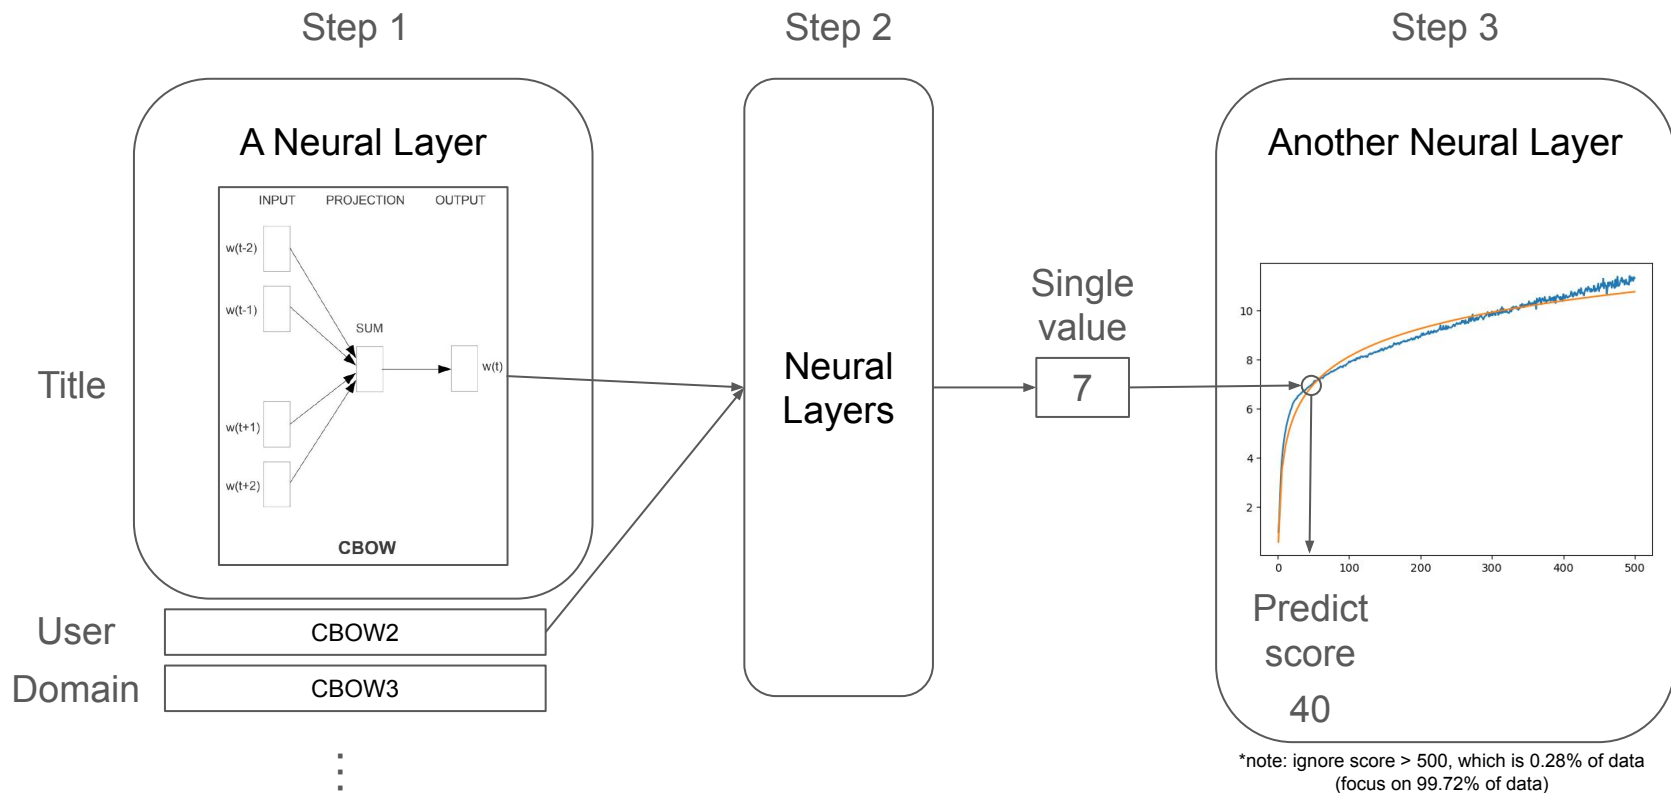 Step 1
Step 2
Step 3
A Neural Layer
INPUT
PROJECTION
OUTPUT
w(t-2)
w(t-1)
SUM
w(t)
w(t+1)
w(t+2)
CBOW
Title
User
CBOW2
Domain
CBOW3
⋮
Neural
Layers
Single
value
7
Another Neural Layer
10
8
6
4
2
0 100 200 300 400 500
Predict
score
40
*note: ignore score > 500, which is 0.28% of data
(focus on 99.72% of data)